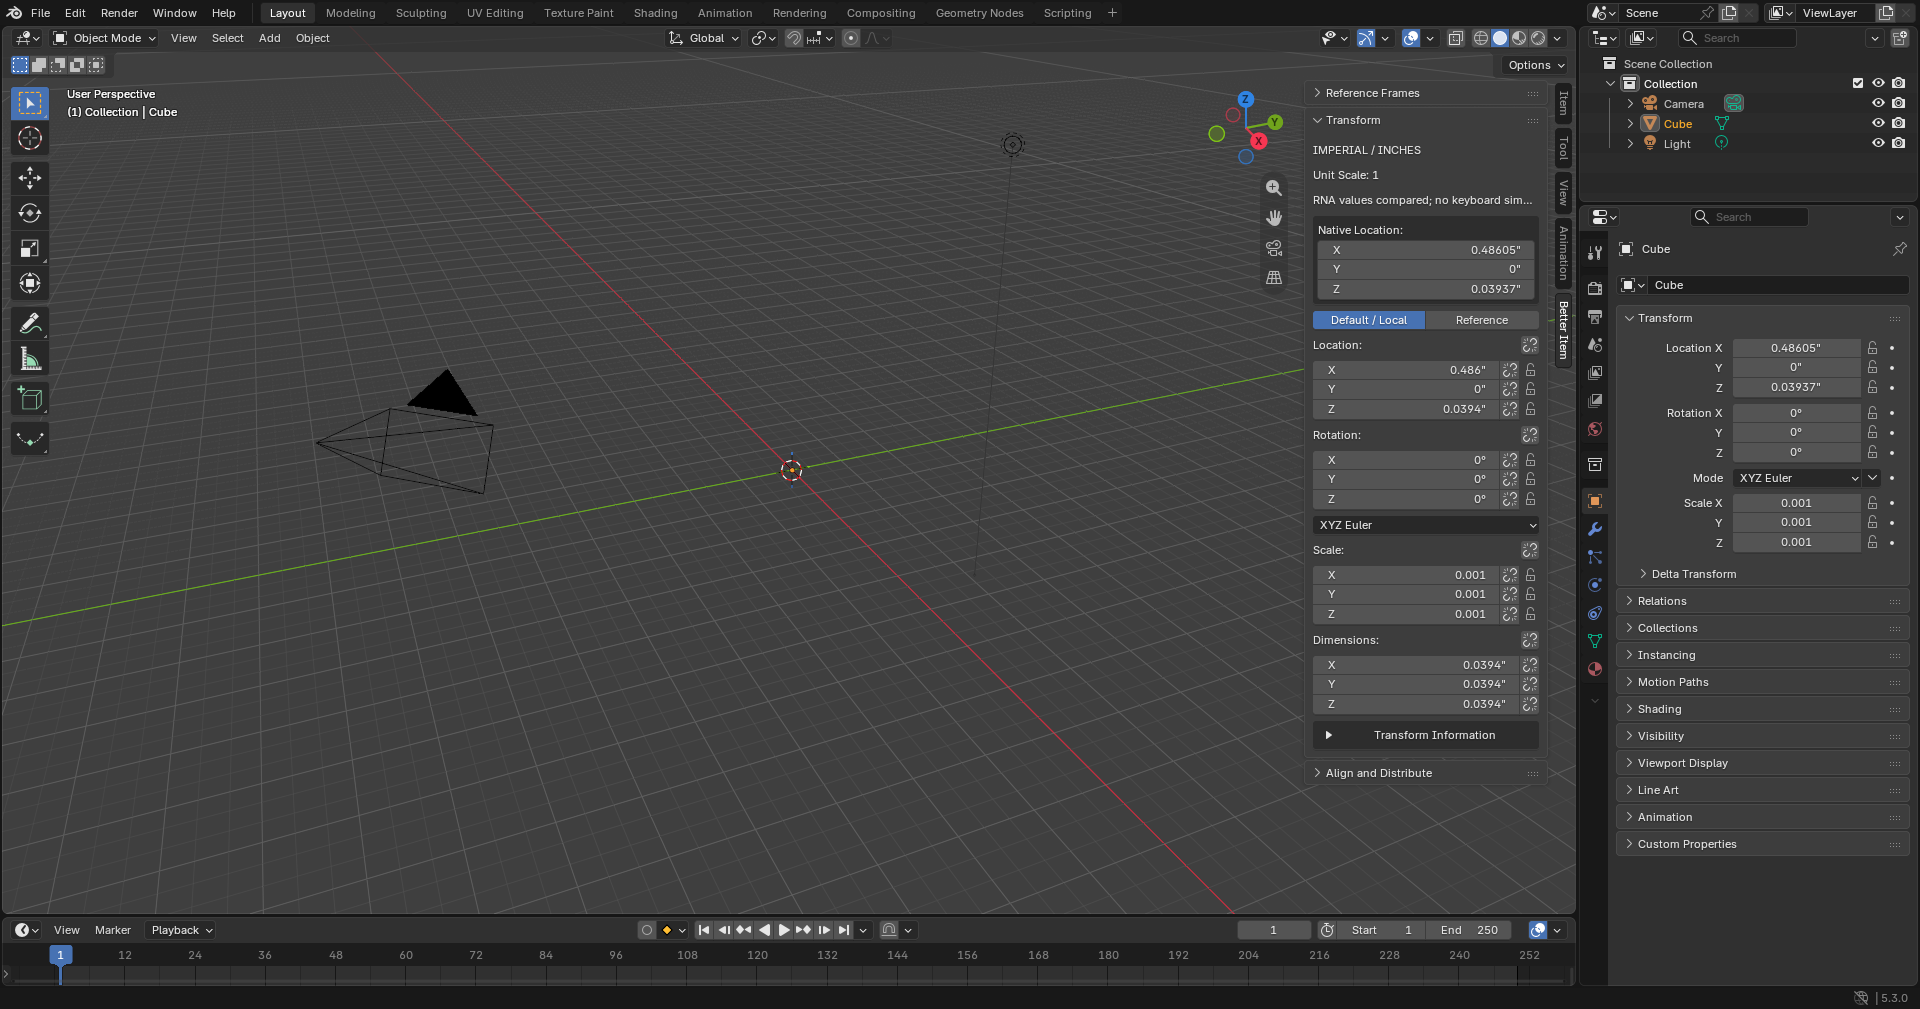 File Edit Render Window Help Layout Modeling Sculpting UV Editing Texture Paint Shading Animation Rendering Compositing Geometry Nodes Scripting + Scene ViewLayer
Object Mode View Select Add Object Global Search
Options
User Perspective
(1) Collection | Cube
Z
Y
X
Reference Frames
Transform
IMPERIAL / INCHES
Unit Scale: 1
RNA values compared; no keyboard sim...
Native Location:
X 0.48605"
Y 0"
Z 0.03937"
Default / Local Reference
Location:
X 0.486"
Y 0"
Z 0.0394"
Rotation:
X 0°
Y 0°
Z 0°
XYZ Euler
Scale:
X 0.001
Y 0.001
Z 0.001
Dimensions:
X 0.0394"
Y 0.0394"
Z 0.0394"
Transform Information
Align and Distribute
Item
Tool
View
Animation
Better Item
Scene Collection
Collection
Camera
Cube
Light
Search
Cube
Cube
Transform
Location X 0.48605"
Y 0"
Z 0.03937"
Rotation X 0°
Y 0°
Z 0°
Mode XYZ Euler
Scale X 0.001
Y 0.001
Z 0.001
Delta Transform
Relations
Collections
Instancing
Motion Paths
Shading
Visibility
Viewport Display
Line Art
Animation
Custom Properties
View Marker Playback 1 Start 1 End 250
1 12 24 36 48 60 72 84 96 108 120 132 144 156 168 180 192 204 216 228 240 252
5.3.0